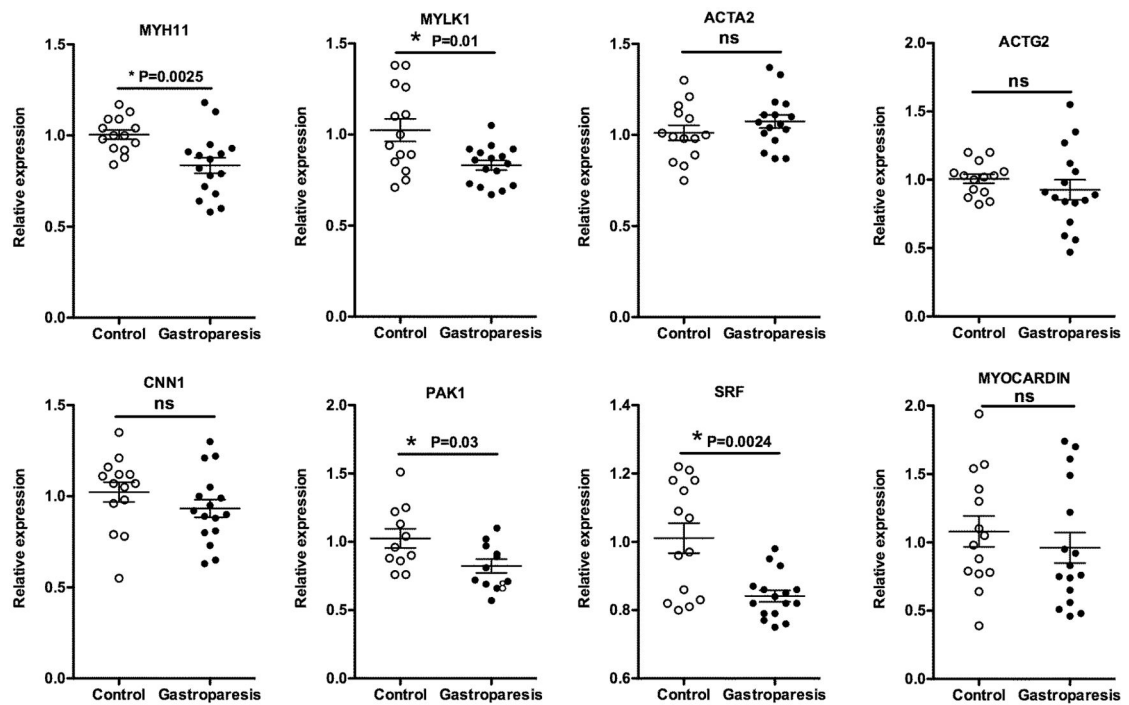 MYH11
* P=0.0025
Relative expression
1.5
1.0
0.5
0.0
Control Gastroparesis
MYLK1
* P=0.01
Relative expression
1.5
1.0
0.5
0.0
Control Gastroparesis
ACTA2
ns
Relative expression
1.5
1.0
0.5
0.0
Control Gastroparesis
ACTG2
ns
Relative expression
2.0
1.5
1.0
0.5
0.0
Control Gastroparesis
CNN1
ns
Relative expression
1.5
1.0
0.5
0.0
Control Gastroparesis
PAK1
* P=0.03
Relative expression
2.0
1.5
1.0
0.5
0.0
Control Gastroparesis
SRF
* P=0.0024
Relative expression
1.4
1.2
1.0
0.8
0.6
Control Gastroparesis
MYOCARDIN
ns
Relative expression
2.0
1.5
1.0
0.5
0.0
Control Gastroparesis